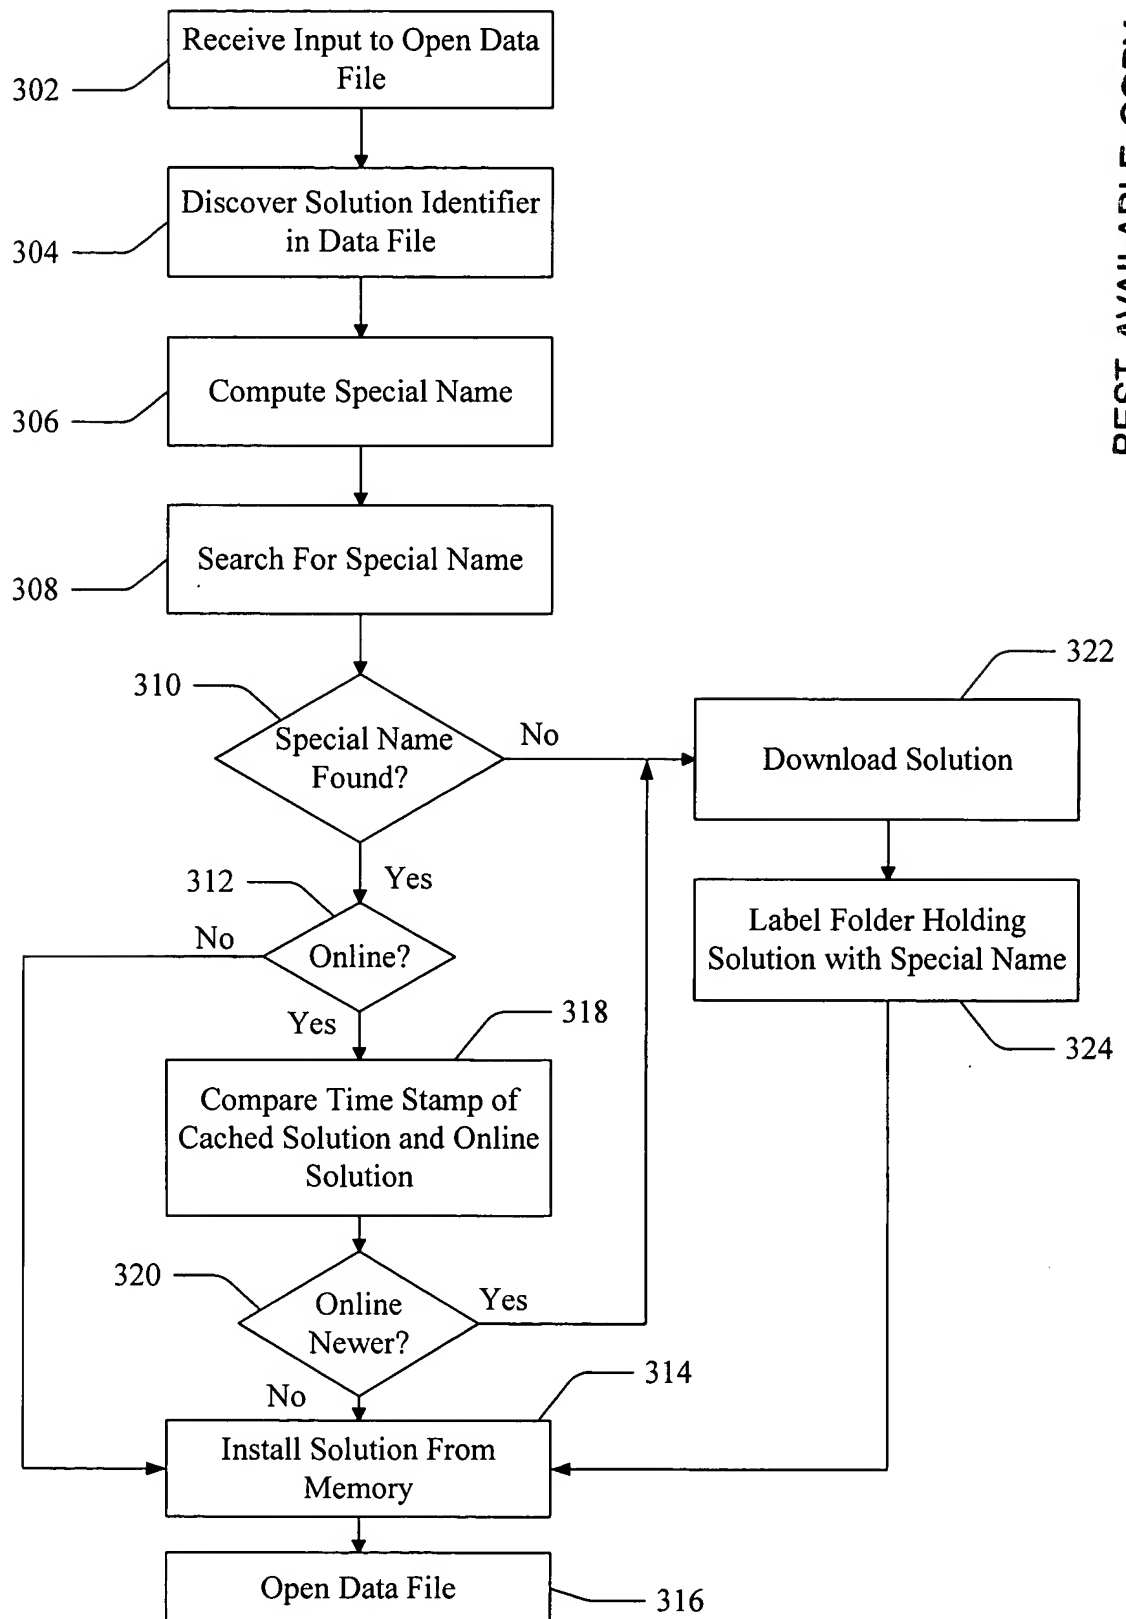 Receive Input to Open Data
File
302
Discover Solution Identifier
in Data File
304
Compute Special Name
306
Search For Special Name
308
310
Special Name
Found?
No
322
Download Solution
Yes
312
Online?
No
Label Folder Holding
Solution with Special Name
324
Yes
318
Compare Time Stamp of
Cached Solution and Online
Solution
320
Online
Newer?
Yes
No
314
Install Solution From
Memory
Open Data File
316
BEST AVAILABLE COPY